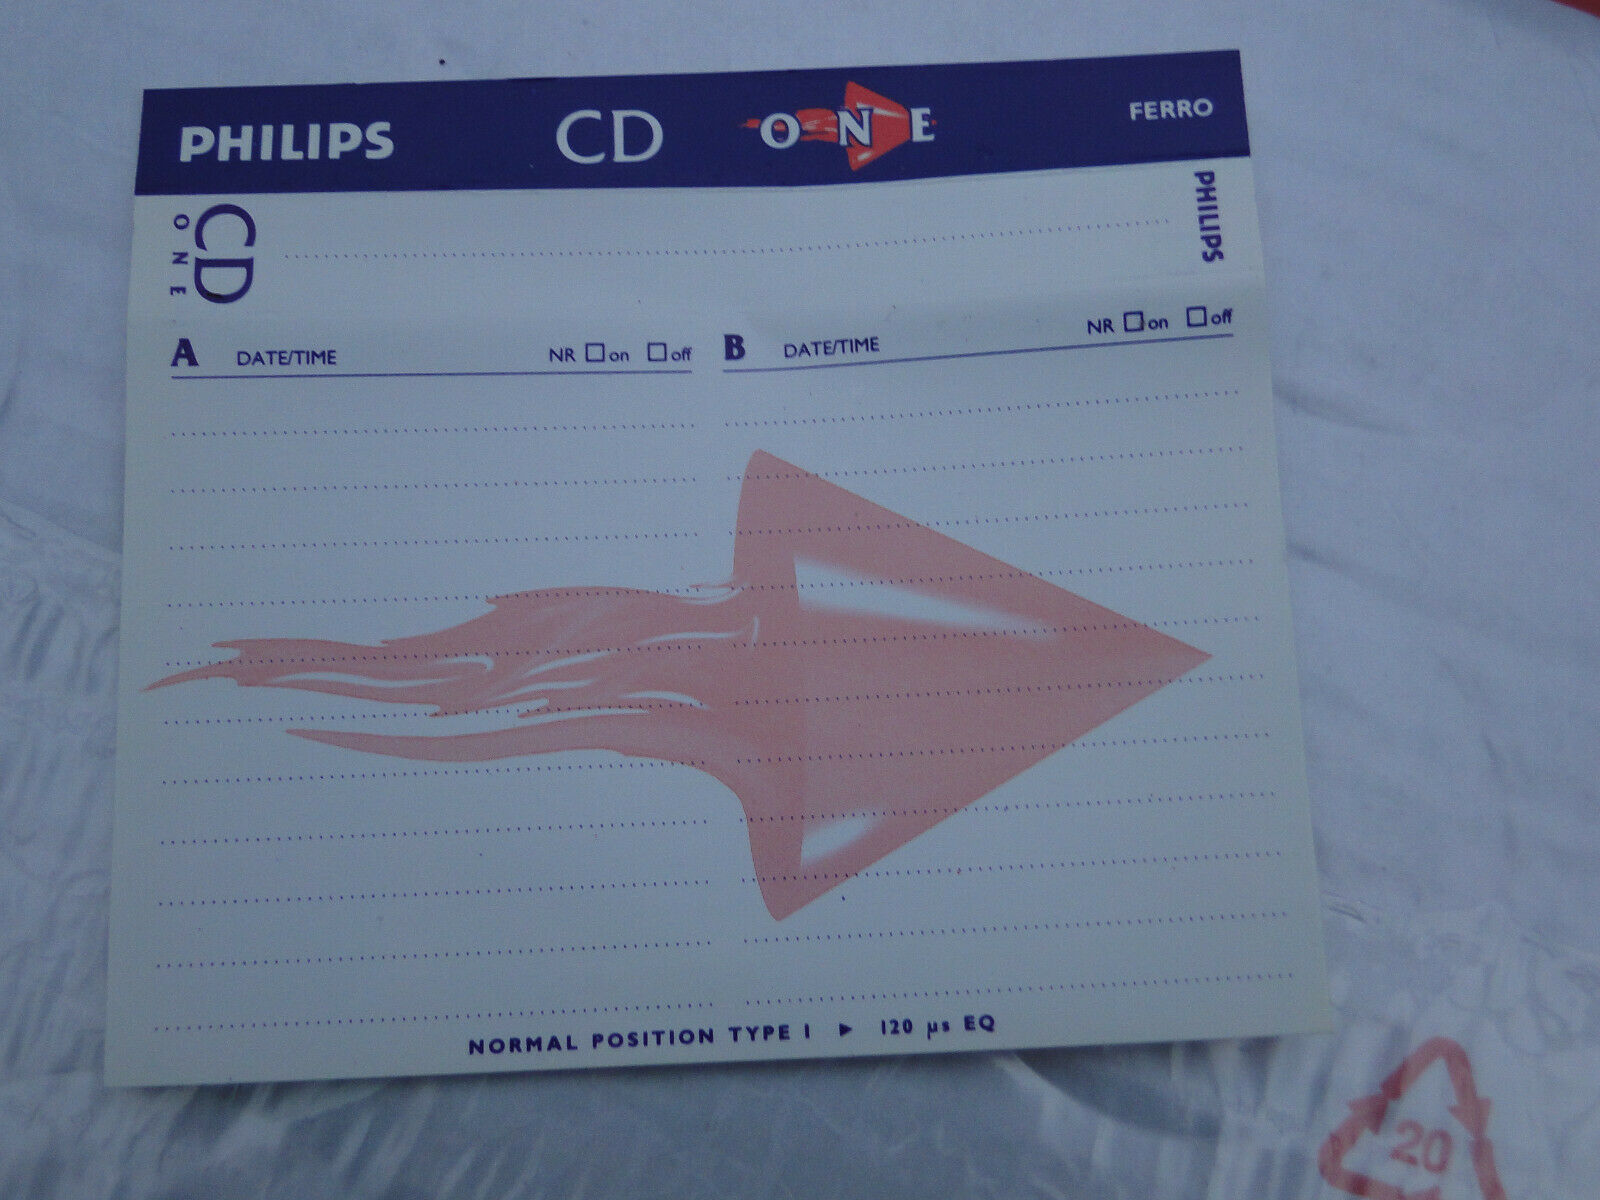 PHILIPS CD ONE FERRO
CD ONE
PHILIPS
A DATE/TIME NR on off
B DATE/TIME NR on off
NORMAL POSITION TYPE I ► 120 µs EQ
20